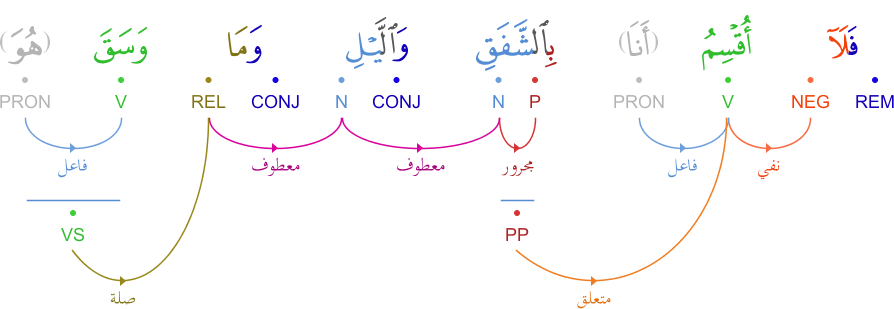 فَلَآ أُقْسِمُ (أَنَا) بِٱلشَّفَقِ وَٱلَّيْلِ وَمَا وَسَقَ (هُوَ)
REM NEG V PRON P N CONJ N CONJ REL V PRON
نفي فاعل مجرور معطوف معطوف فاعل
PP VS
متعلق صلة